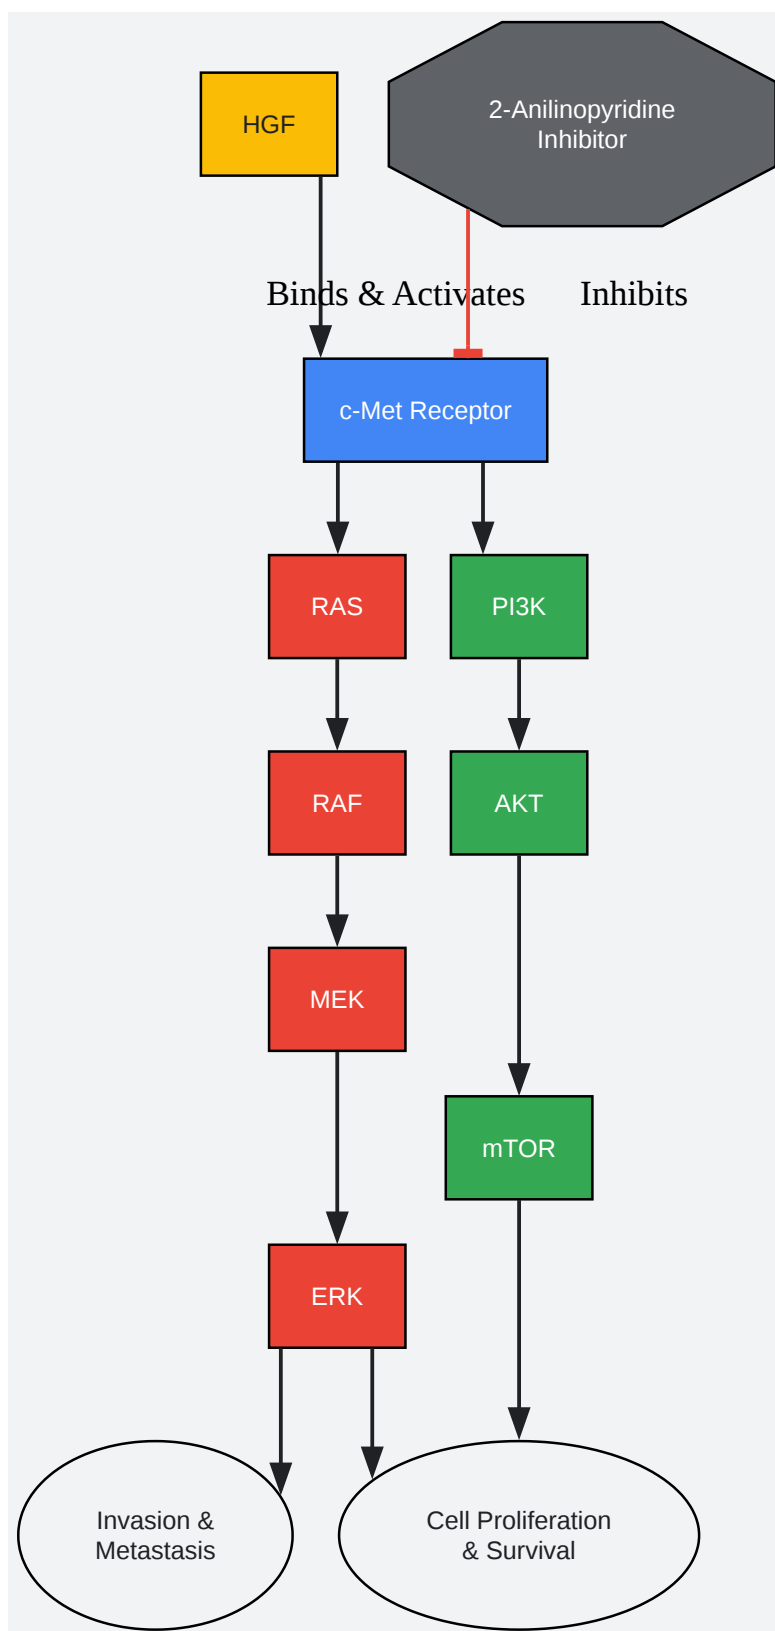 HGF
2-Anilinopyridine
Inhibitor
Binds & Activates
Inhibits
c-Met Receptor
RAS
PI3K
RAF
AKT
MEK
mTOR
ERK
Invasion &
Metastasis
Cell Proliferation
& Survival